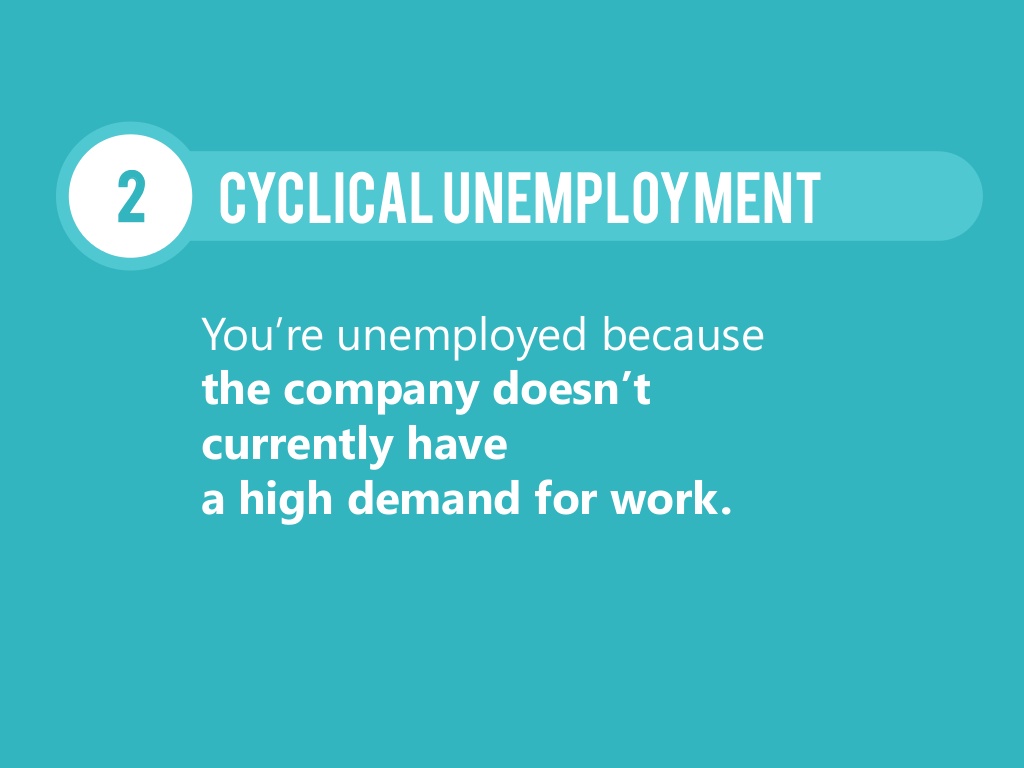 2 CYCLICAL UNEMPLOYMENT
You’re unemployed because
the company doesn’t
currently have
a high demand for work.